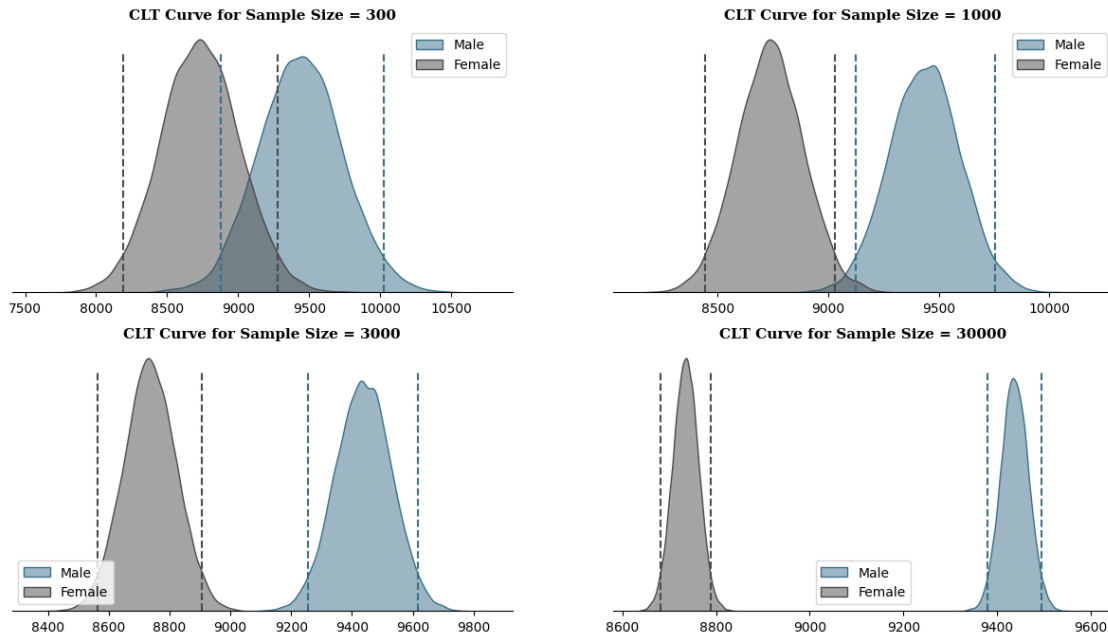 CLT Curve for Sample Size = 300
Male
Female
7500 8000 8500 9000 9500 10000 10500
CLT Curve for Sample Size = 1000
Male
Female
8500 9000 9500 10000
CLT Curve for Sample Size = 3000
Male
Female
8400 8600 8800 9000 9200 9400 9600 9800
CLT Curve for Sample Size = 30000
Male
Female
8600 8800 9000 9200 9400 9600